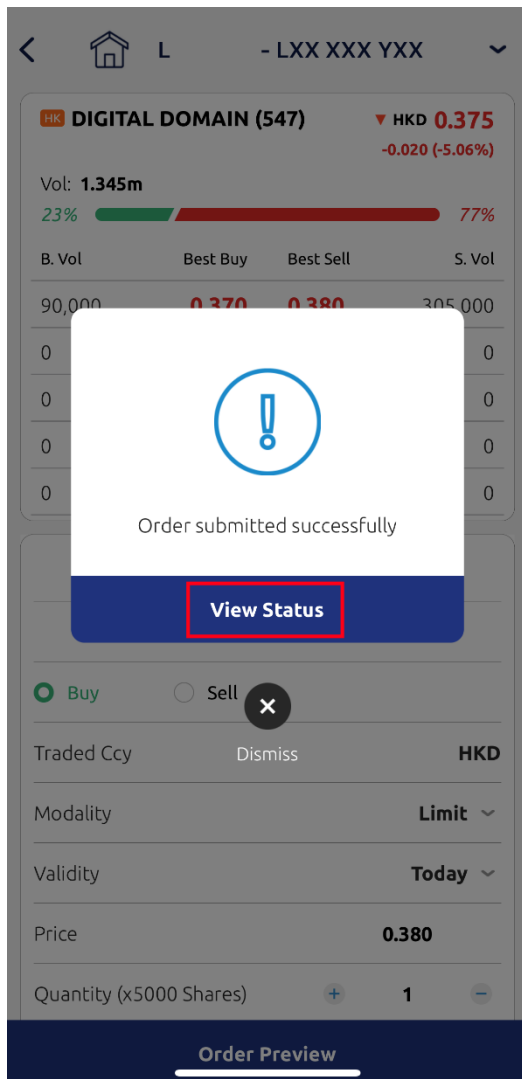 L - LXX XXX YXX
HK DIGITAL DOMAIN (547) ▼ HKD 0.375
-0.020 (-5.06%)
Vol: 1.345m
23% 77%
B. Vol Best Buy Best Sell S. Vol
90,000 0.370 0.380 305,000
0 0
0 0
0 0
0 0
Order submitted successfully
View Status
Buy Sell
Dismiss
Traded Ccy HKD
Modality Limit
Validity Today
Price 0.380
Quantity (x5000 Shares) + 1 −
Order Preview